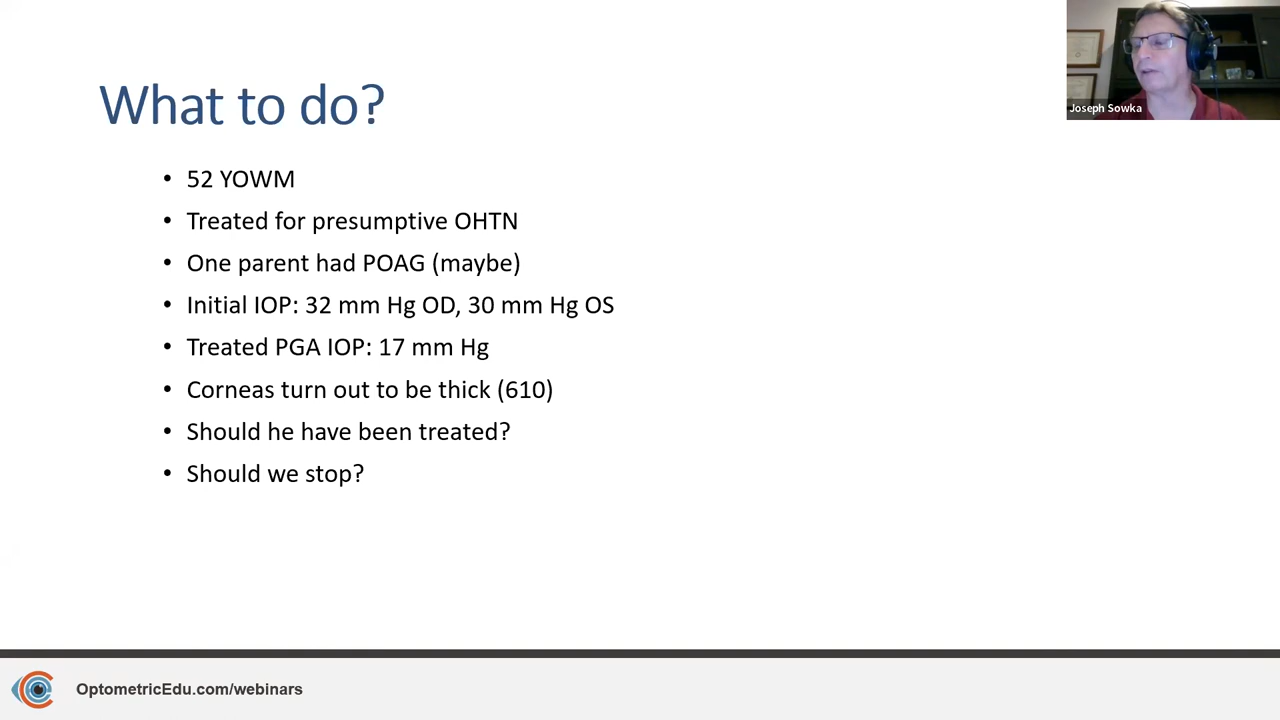 Joseph Sowka
What to do?
• 52 YOWM
• Treated for presumptive OHTN
• One parent had POAG (maybe)
• Initial IOP: 32 mm Hg OD, 30 mm Hg OS
• Treated PGA IOP: 17 mm Hg
• Corneas turn out to be thick (610)
• Should he have been treated?
• Should we stop?
OptometricEdu.com/webinars